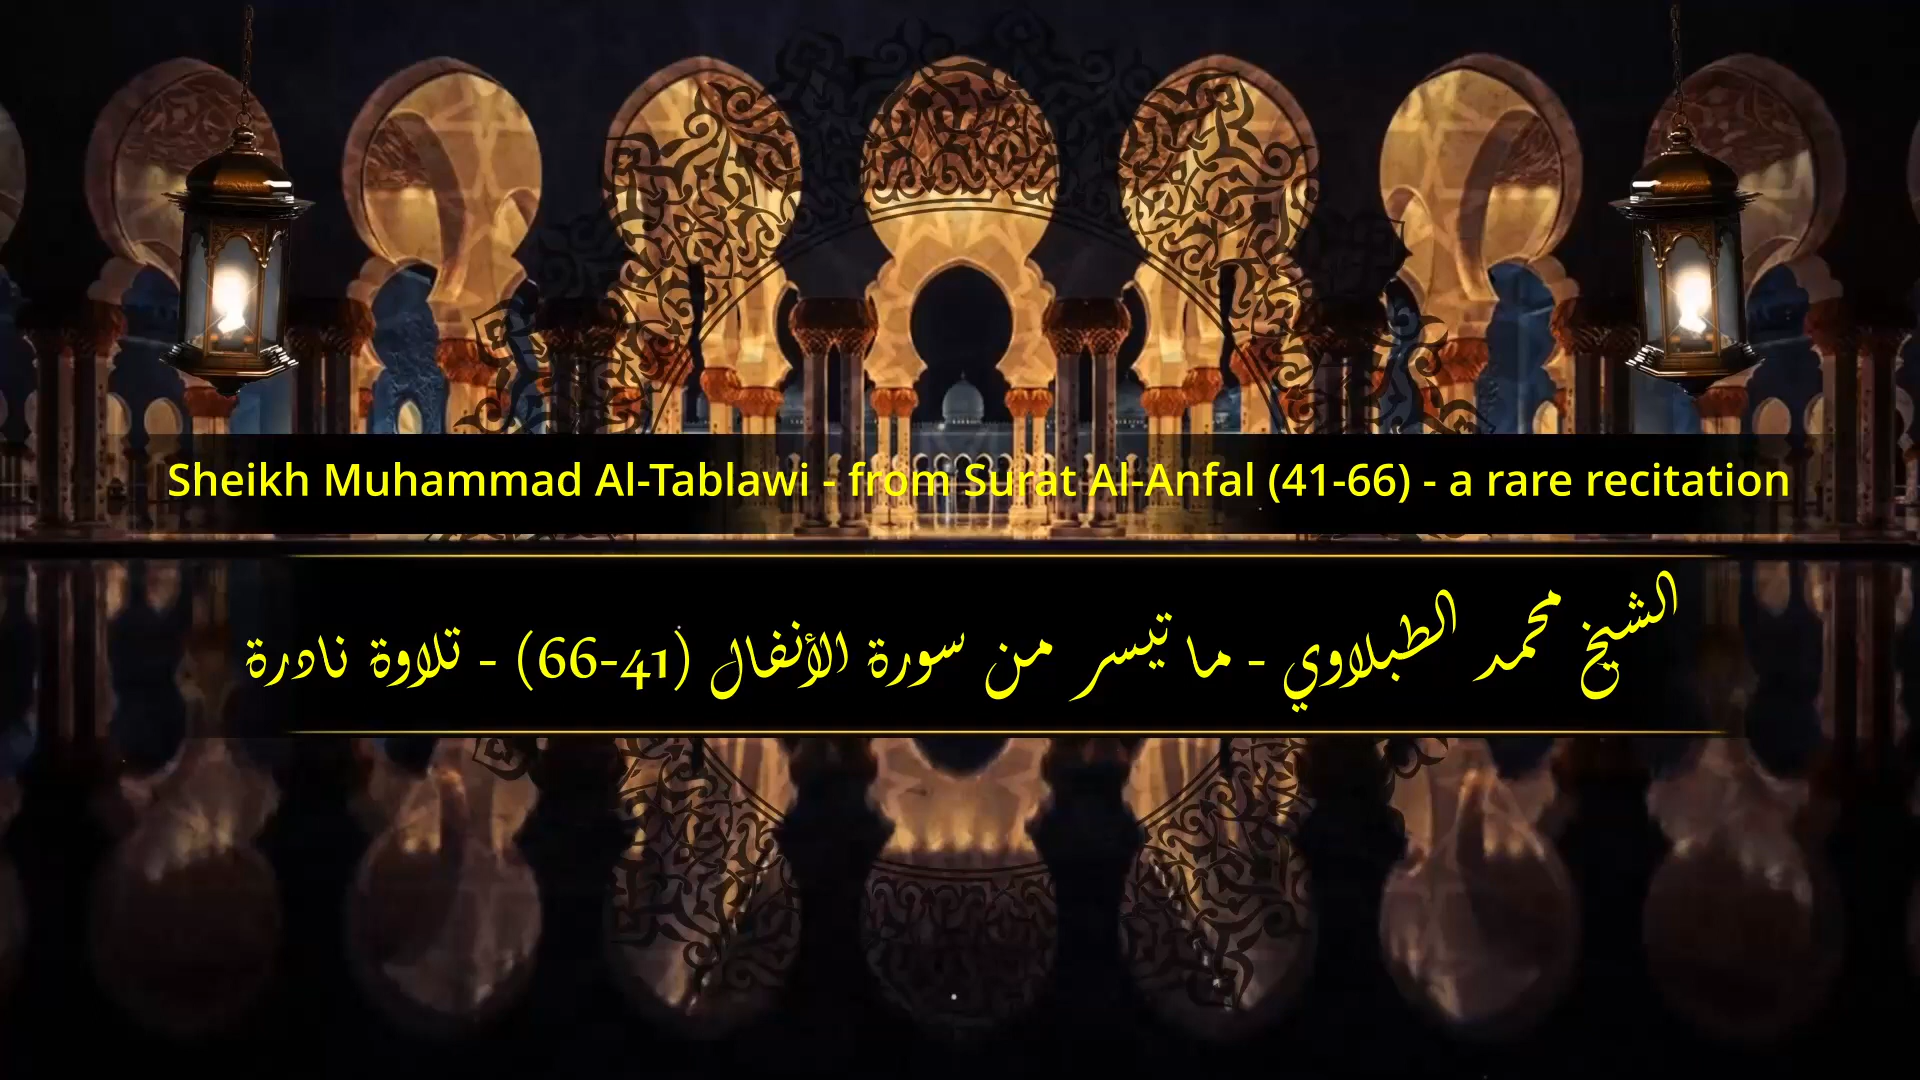 Sheikh Muhammad Al-Tablawi - from Surat Al-Anfal (41-66) - a rare recitation
الشيخ محمد الطبلاوي - ما تيسر من سورة الأنفال (41-66) - تلاوة نادرة